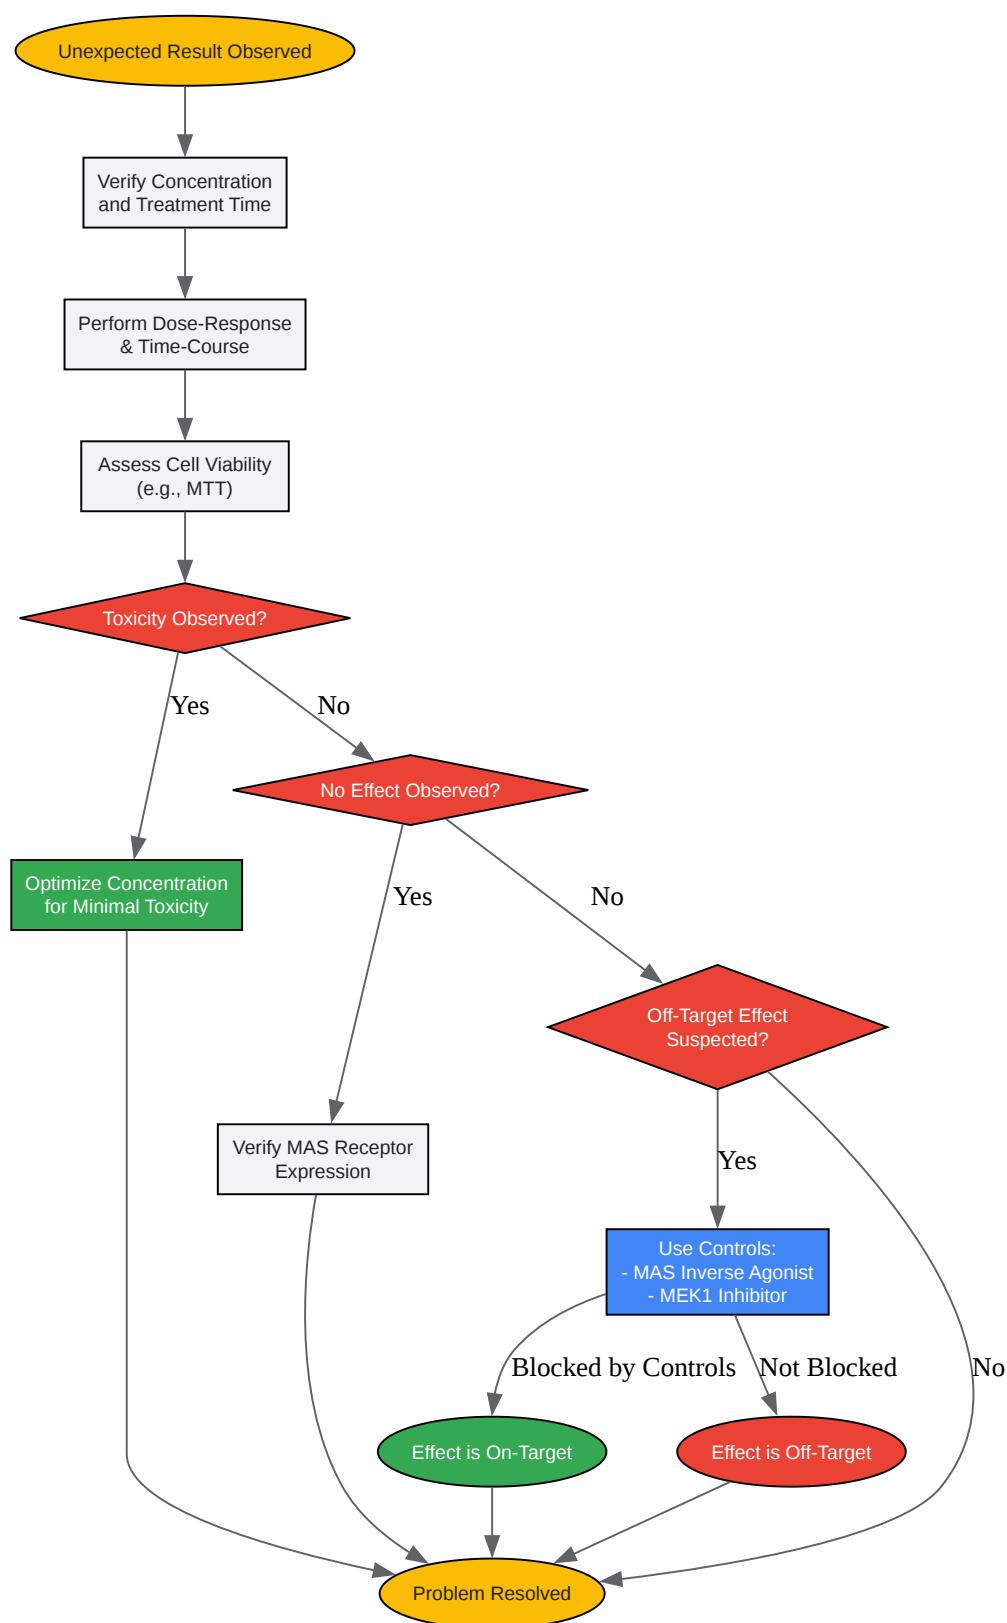 Unexpected Result Observed
Verify Concentration
and Treatment Time
Perform Dose-Response
& Time-Course
Assess Cell Viability
(e.g., MTT)
Toxicity Observed?
Yes
No
No Effect Observed?
Optimize Concentration
for Minimal Toxicity
Yes
No
Off-Target Effect
Suspected?
Verify MAS Receptor
Expression
Yes
Use Controls:
- MAS Inverse Agonist
- MEK1 Inhibitor
Blocked by Controls
Not Blocked
No
Effect is On-Target
Effect is Off-Target
Problem Resolved